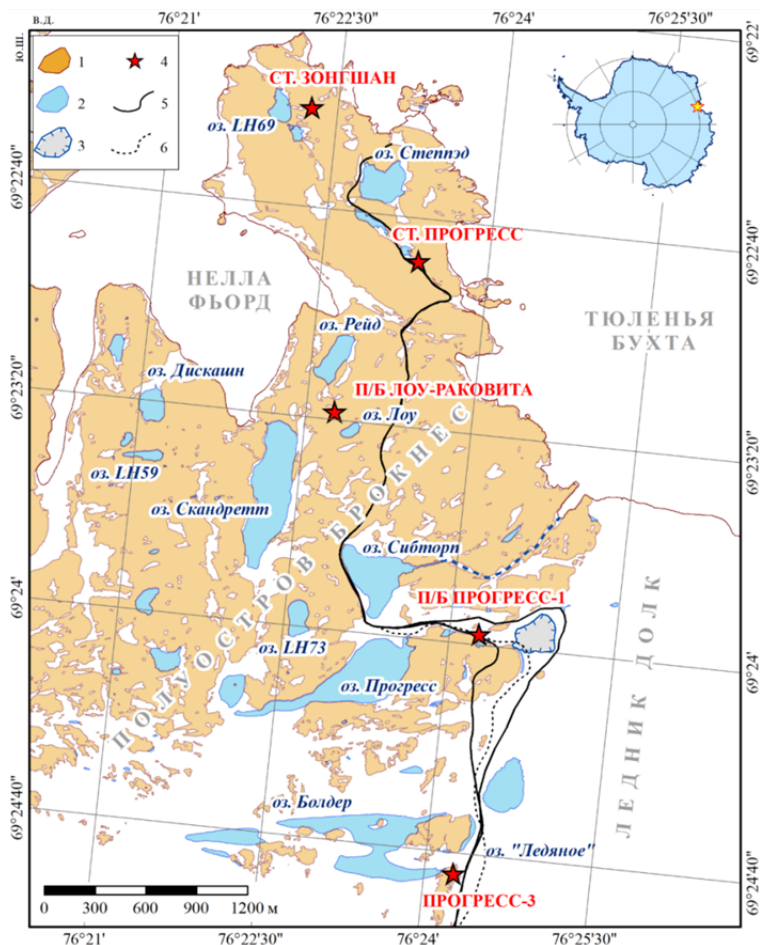 в.д.
76°21'
76°22'30"
76°24'
76°25'30"
ю.ш.
69°22'
1
2
3
4
5
6
СТ. ЗОНГШАН
оз. LH69
оз. Степпэд
69°22'40"
69°22'40"
СТ. ПРОГРЕСС
НЕЛЛА
ФЬОРД
ТЮЛЕНЬЯ
БУХТА
оз. Рейд
69°23'20"
оз. Дискашн
П/Б ЛОУ-РАКОВИТА
оз. Лоу
69°23'20"
оз. LH59
оз. Скандретт
ПОЛУОСТРОВ БРОКНЕС
оз. Сибторп
69°24'
П/Б ПРОГРЕСС-1
оз. LH73
69°24'
оз. Прогресс
ЛЕДНИК ДОЛК
69°24'40"
оз. Болдер
оз. "Ледяное"
69°24'40"
ПРОГРЕСС-3
0 300 600 900 1200 м
76°21'
76°22'30"
76°24'
76°25'30"